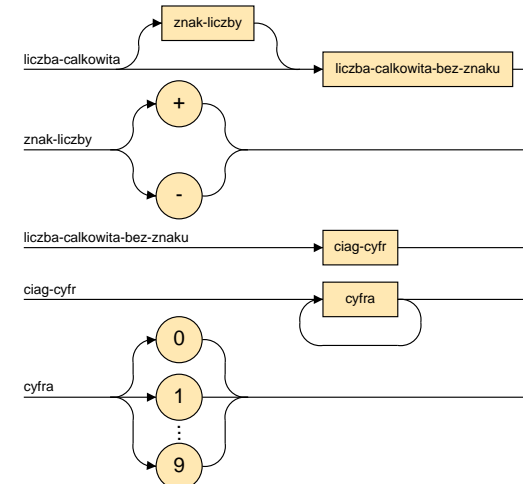 znak-liczby
liczba-calkowita
liczba-calkowita-bez-znaku
+
znak-liczby
-
liczba-calkowita-bez-znaku
ciag-cyfr
ciag-cyfr
cyfra
0
cyfra
1
9